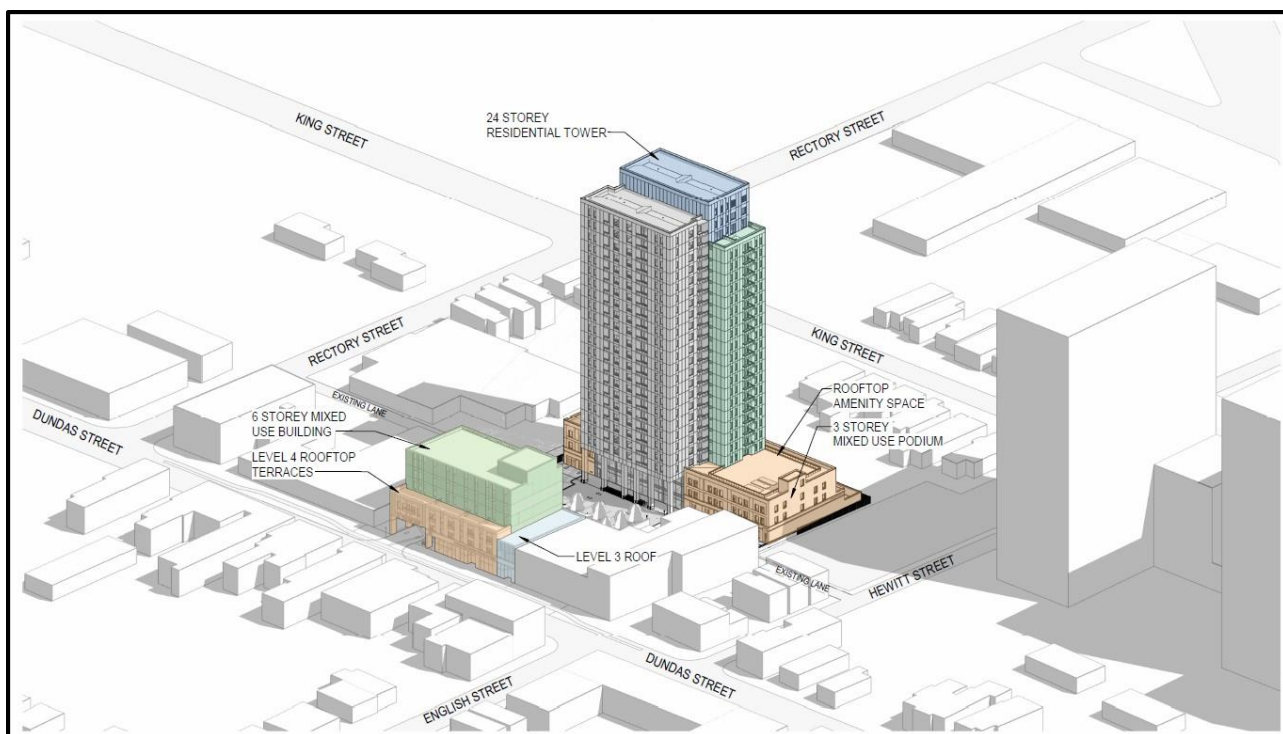 24 STOREY
RESIDENTIAL TOWER
KING STREET
RECTORY STREET
RECTORY STREET
KING STREET
EXISTING LANE
DUNDAS STREET
6 STOREY MIXED
USE BUILDING
LEVEL 4 ROOFTOP
TERRACES
ROOFTOP
AMENITY SPACE
3 STOREY
MIXED USE PODIUM
LEVEL 3 ROOF
EXISTING LANE
HEWITT STREET
DUNDAS STREET
ENGLISH STREET